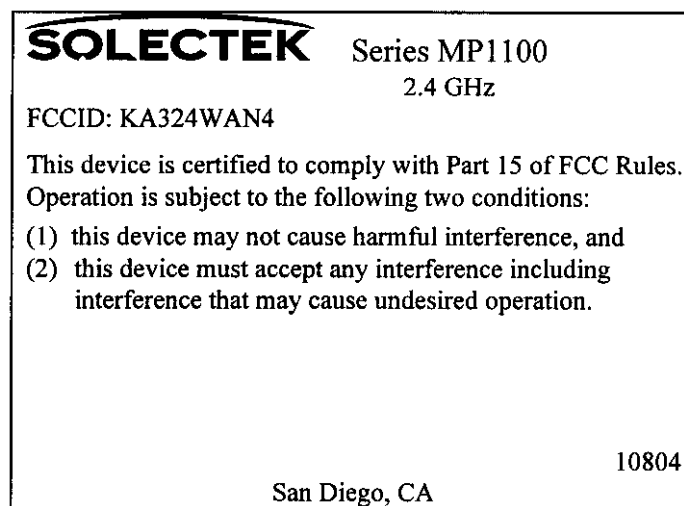 SOLECTEK Series MP1100
2.4 GHz
FCCID: KA324WAN4
This device is certified to comply with Part 15 of FCC Rules.
Operation is subject to the following two conditions:
(1) this device may not cause harmful interference, and
(2) this device must accept any interference including
interference that may cause undesired operation.
10804
San Diego, CA